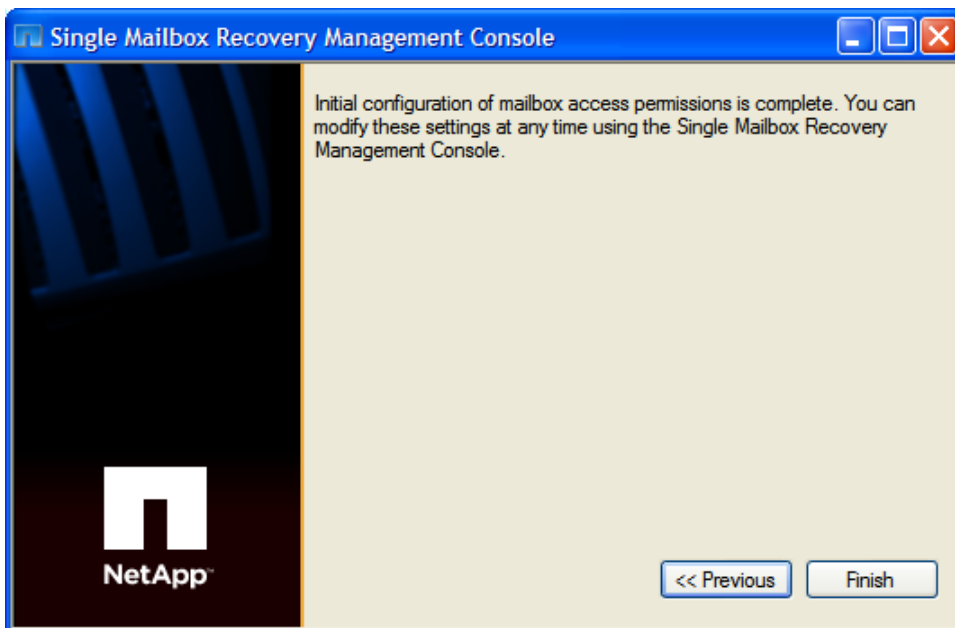 Single Mailbox Recovery Management Console
Initial configuration of mailbox access permissions is complete. You can
modify these settings at any time using the Single Mailbox Recovery
Management Console.
NetApp™
<< Previous
Finish